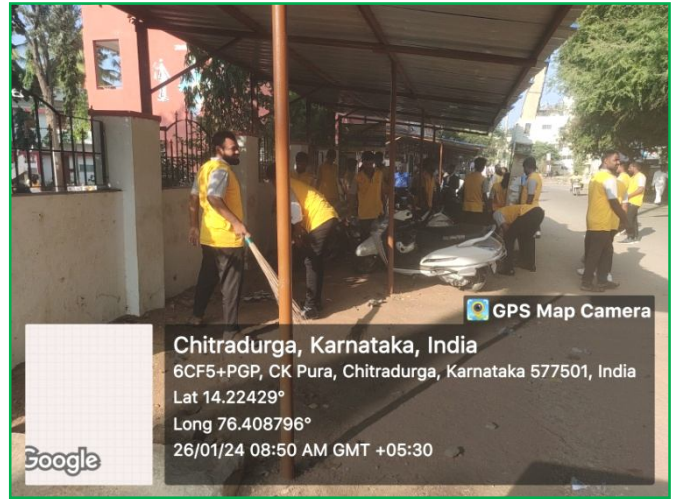 GPS Map Camera
Chitradurga, Karnataka, India
6CF5+PGP, CK Pura, Chitradurga, Karnataka 577501, India
Lat 14.22429°
Long 76.408796°
26/01/24 08:50 AM GMT +05:30
Google